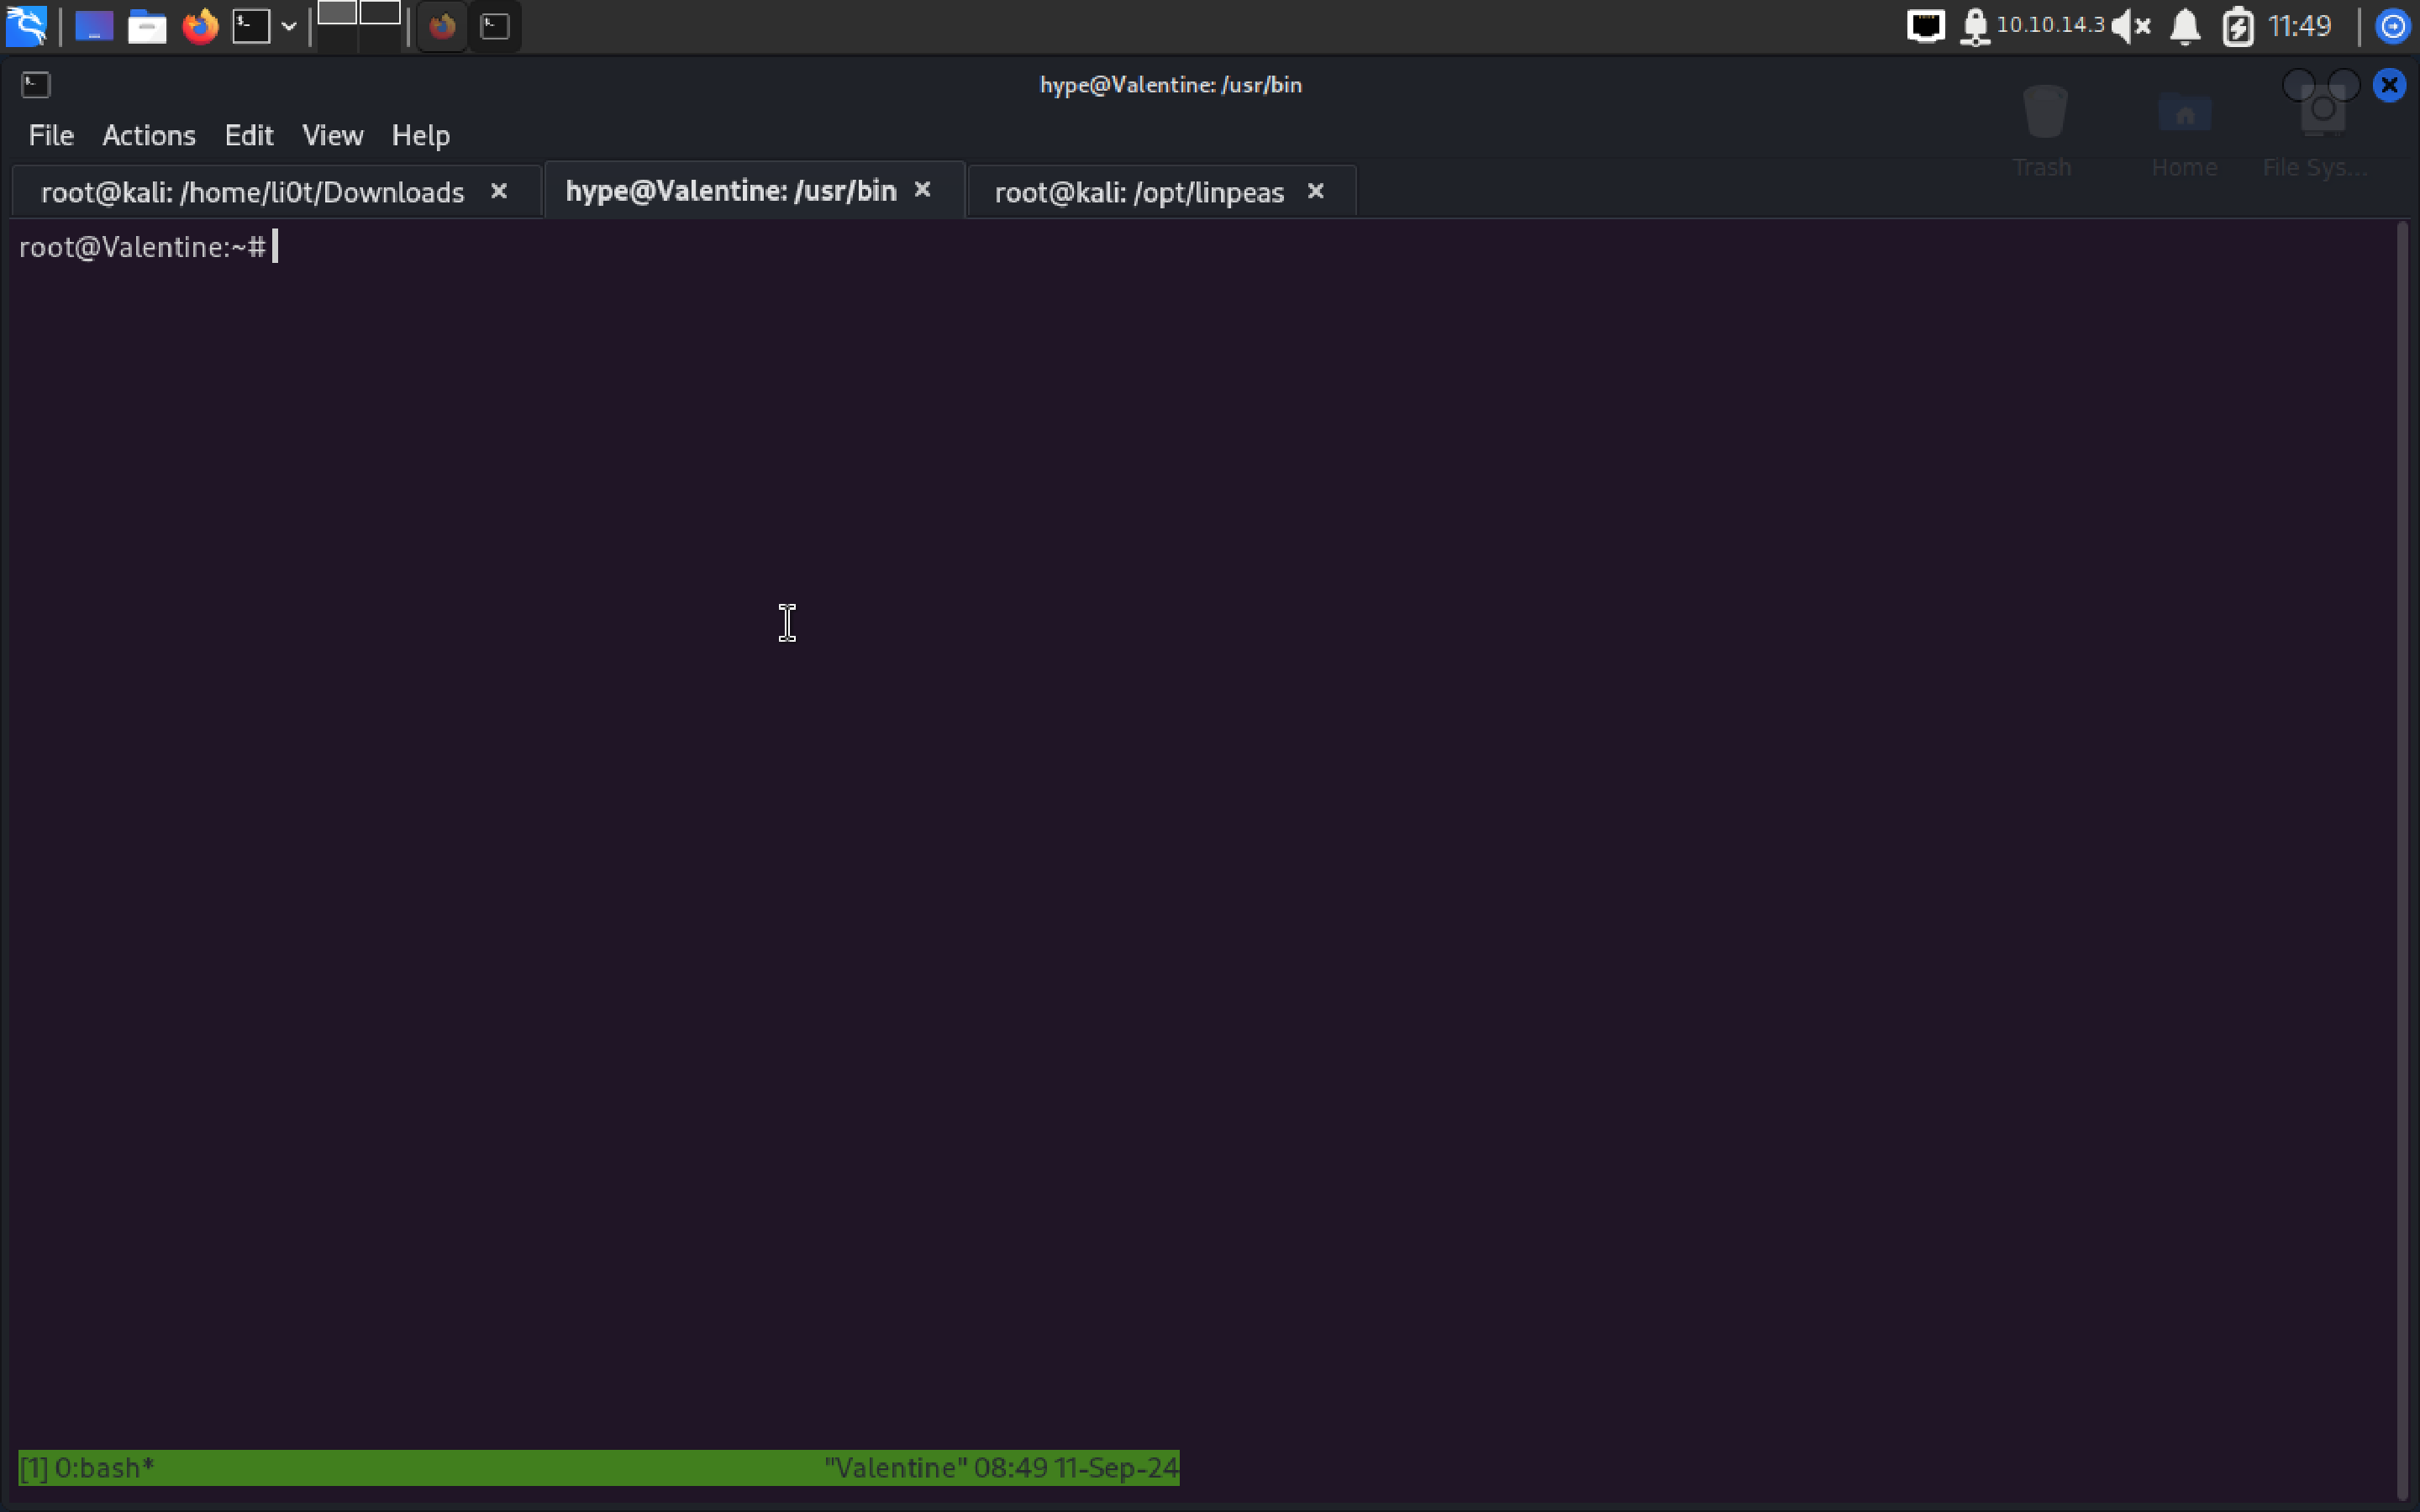 10.10.14.3 11:49
hype@Valentine: /usr/bin
File Actions Edit View Help
Trash Home File Sys...
root@kali: /home/li0t/Downloads hype@Valentine: /usr/bin root@kali: /opt/linpeas
root@Valentine:~#
[1] 0:bash* "Valentine" 08:49 11-Sep-24